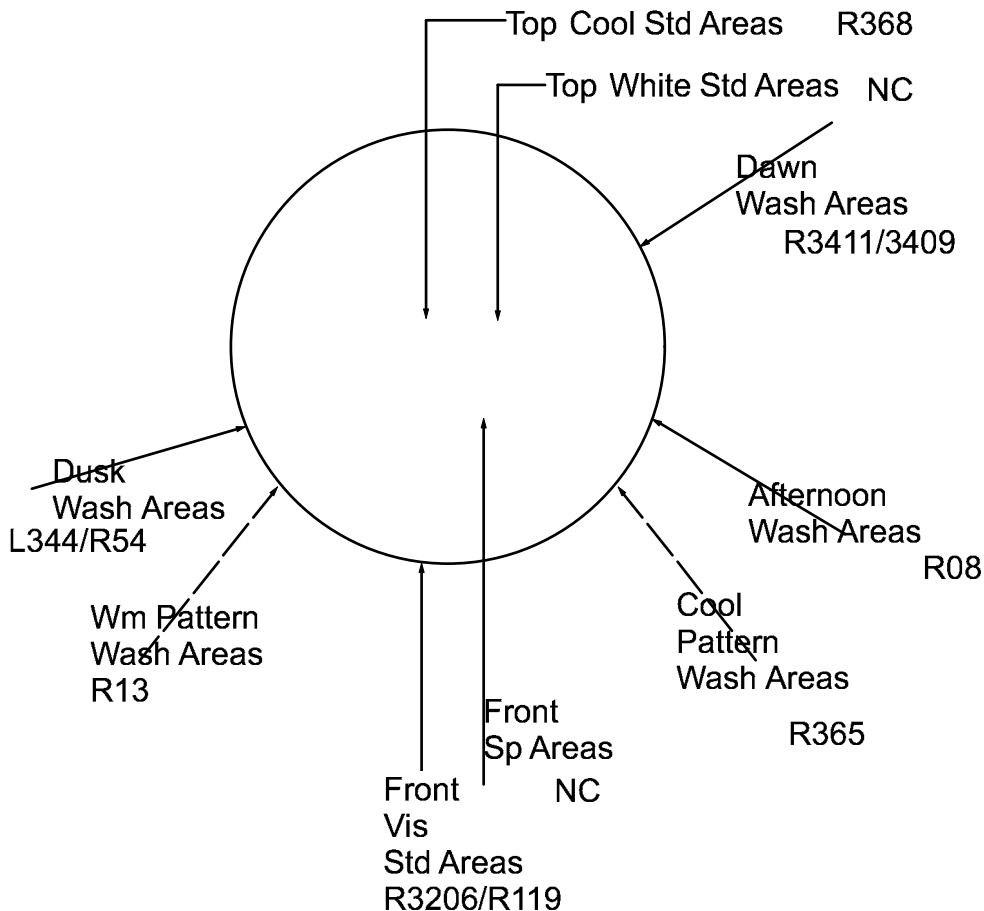 Top Cool Std Areas R368
Top White Std Areas NC
Dawn
Wash Areas
R3411/3409
Dusk
Wash Areas
L344/R54
Afternoon
Wash Areas
R08
Wm Pattern
Wash Areas
R13
Cool
Pattern
Wash Areas
R365
Front
Sp Areas
NC
Front
Vis
Std Areas
R3206/R119